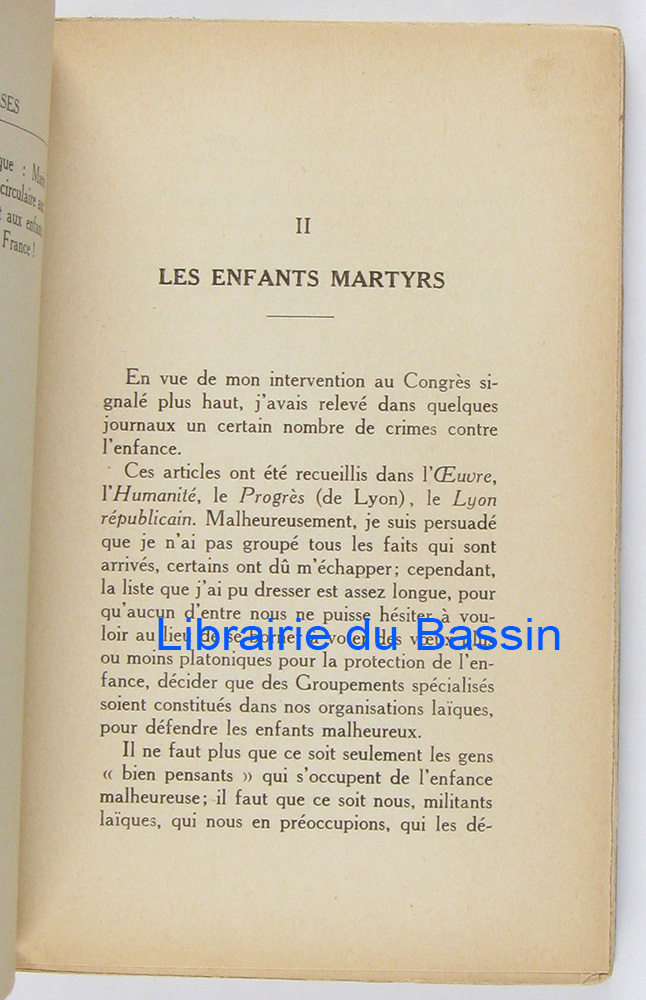 SES
que :
circulaire au
aux enfants
France !
II
LES ENFANTS MARTYRS
En vue de mon intervention au Congrès si-
gnalé plus haut, j'avais relevé dans quelques
journaux un certain nombre de crimes contre
l'enfance.
Ces articles ont été recueillis dans l'Œuvre,
l'Humanité, le Progrès (de Lyon), le Lyon
républicain. Malheureusement, je suis persuadé
que je n'ai pas groupé tous les faits qui sont
arrivés, certains ont dû m'échapper; cependant,
la liste que j'ai pu dresser est assez longue, pour
qu'aucun d'entre nous ne puisse hésiter à vou-
loir au lieu de se borner à voter des vœux plus
Librairie du Bassin
ou moins platoniques pour la protection de l'en-
fance, décider que des Groupements spécialisés
soient constitués dans nos organisations laïques,
pour défendre les enfants malheureux.
Il ne faut plus que ce soit seulement les gens
« bien pensants » qui s'occupent de l'enfance
malheureuse; il faut que ce soit nous, militants
laïques, qui nous en préoccupions, qui les dé-